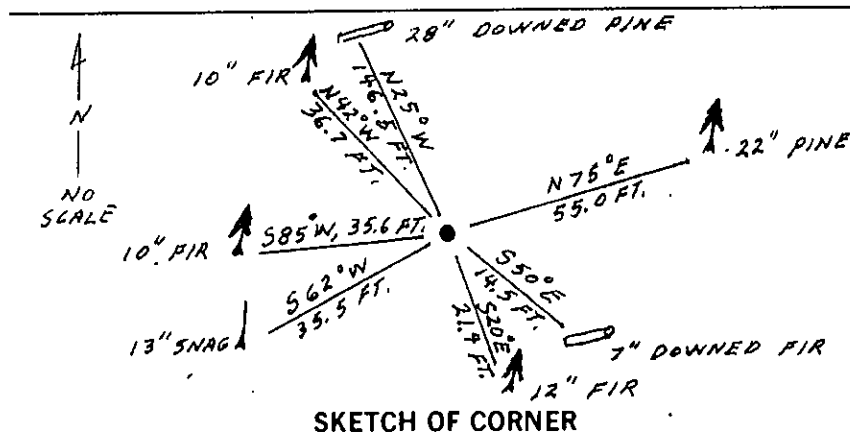 28" DOWNED PINE
10" FIR
N25°W
146.5 FT.
N42°W
36.7 FT.
N
NO
SCALE
22" PINE
N75°E
55.0 FT.
10" FIR
S85°W, 35.6 FT.
S62°W
35.5 FT.
S50°E
14.5 FT.
S20°E
21.9 FT.
13" SNAG
7" DOWNED FIR
12" FIR
SKETCH OF CORNER